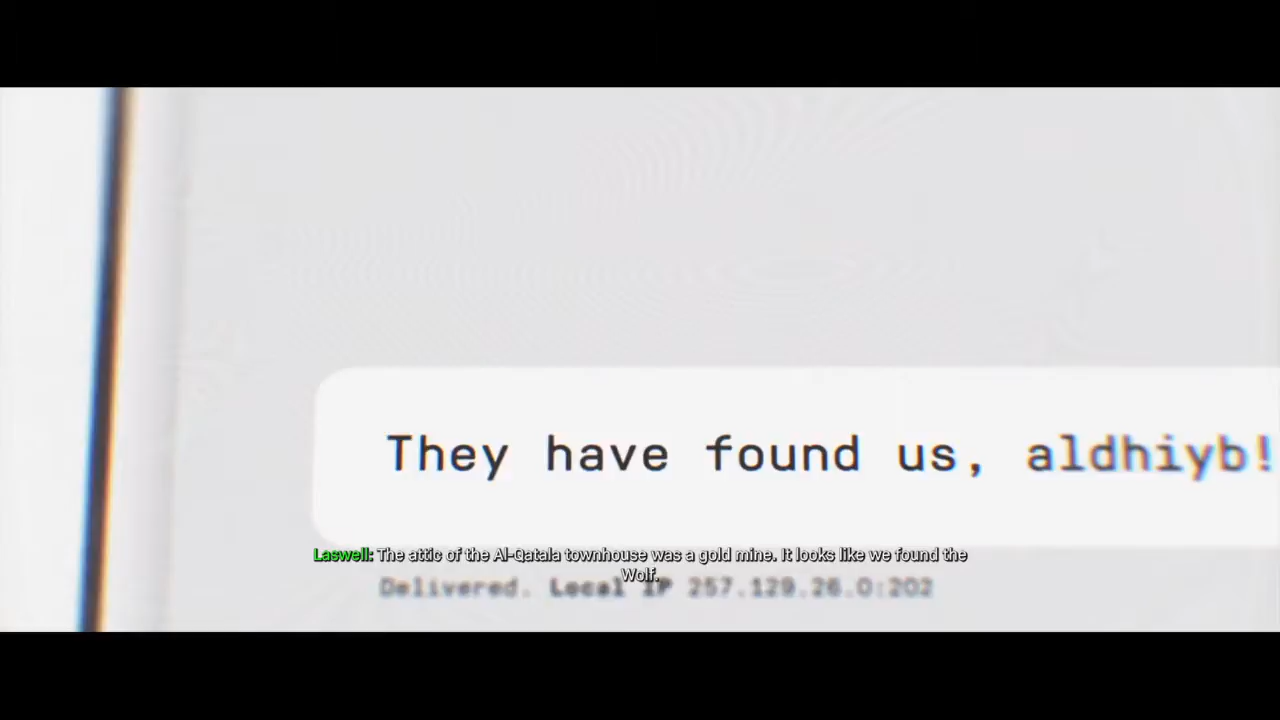 They have found us, aldhiyb!
Laswell: The attic of the Al-Qatala townhouse was a gold mine. It looks like we found the
Wolf.
Delivered. Local IP 257.129.26.0:202